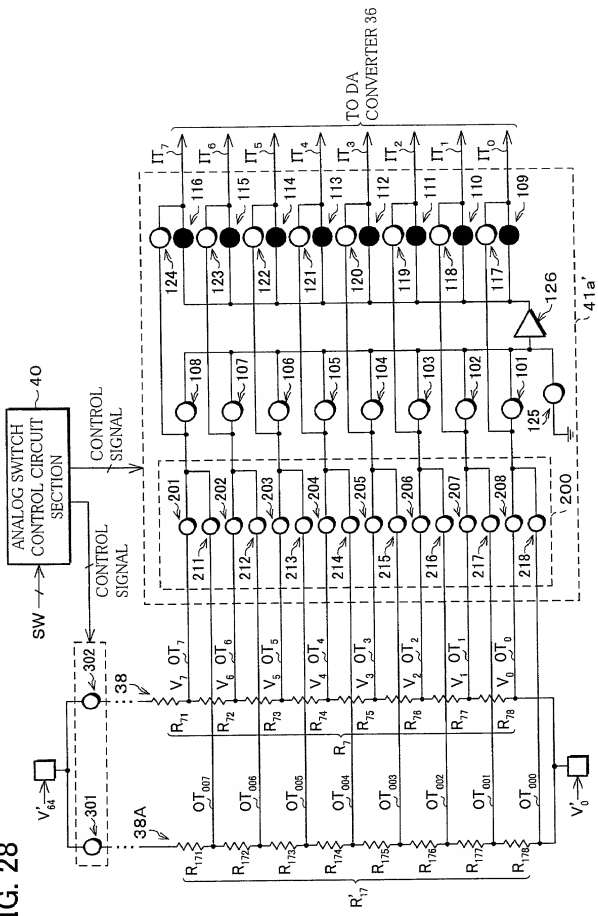 FIG. 28
ANALOG SWITCH
CONTROL CIRCUIT
SECTION
40
SW
CONTROL
SIGNAL
CONTROL
SIGNAL
V'64
301
302
38A
38
TO DA
CONVERTER 36
R171
R172
R173
R174
R175
R176
R177
R178
R'17
OT007
OT006
OT005
OT004
OT003
OT002
OT001
OT000
R71
R72
R73
R74
R75
R76
R77
R78
R7
V7 OT7
V6 OT6
V5 OT5
V4 OT4
V3 OT3
V2 OT2
V1 OT1
V0 OT0
V'0
201
211
202
212
203
213
204
214
205
215
206
216
207
217
208
218
200
108
107
106
105
104
103
102
101
125
126
124
116
123
115
122
114
121
113
120
112
119
111
118
110
117
109
41a'
IT7
IT6
IT5
IT4
IT3
IT2
IT1
IT0